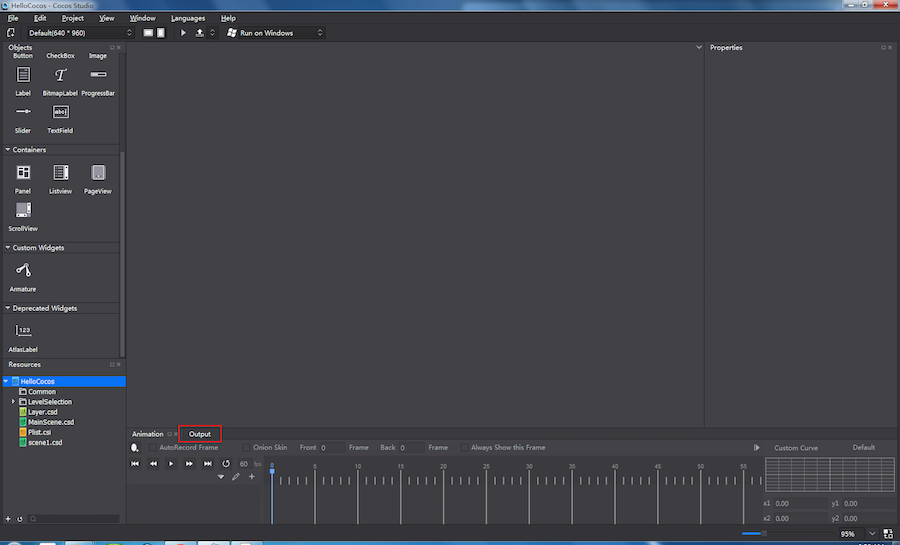 HelloCocos - Cocos Studio
File Edit Project View Window Languages Help
Default(640 * 960) Run on Windows
Objects
Button CheckBox Image
Label BitmapLabel ProgressBar
Slider TextField
Containers
Panel Listview PageView
ScrollView
Custom Widgets
Armature
Deprecated Widgets
AtlasLabel
Resources
HelloCocos
Common
LevelSelection
Layer.csd
MainScene.csd
Plist.csi
scene1.csd
Properties
Animation Output
AutoRecord Frame Onion Skin Front 0 Frame Back 0 Frame Always Show this Frame
60 fps
0 5 10 15 20 25 30 35 40 45 50 55
Custom Curve Default
x1 0.00 y1 0.00
x2 0.00 y2 0.00
95%